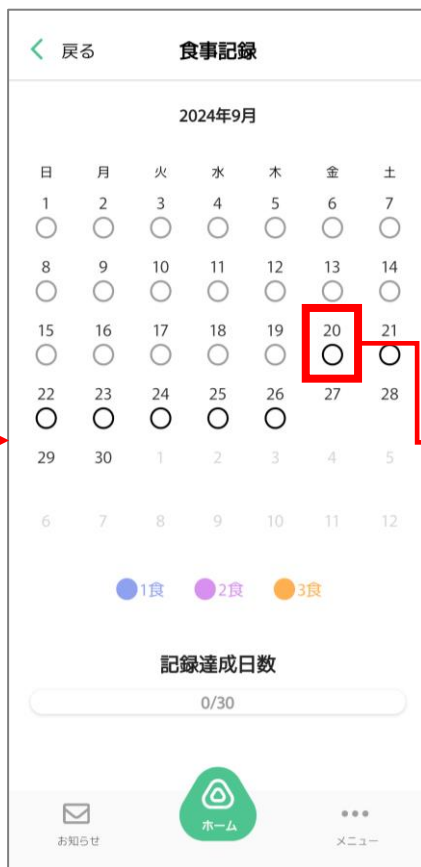 戻る 食事記録
2024年9月
日 月 火 水 木 金 土
1 2 3 4 5 6 7
8 9 10 11 12 13 14
15 16 17 18 19 20 21
22 23 24 25 26 27 28
29 30 1 2 3 4 5
6 7 8 9 10 11 12
1食 2食 3食
記録達成日数
0/30
ホーム
お知らせ メニュー